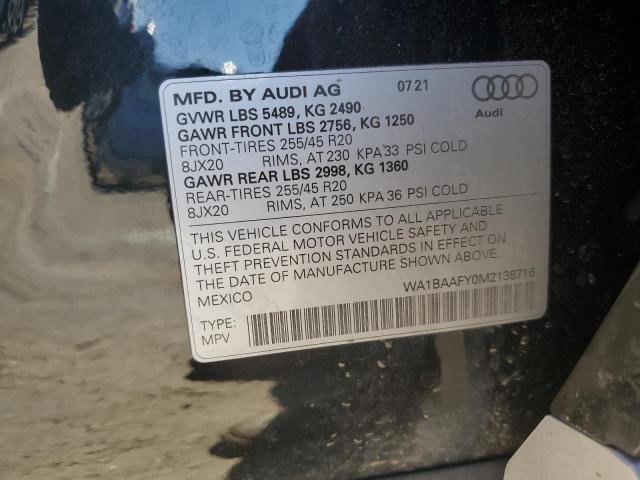 MFD. BY AUDI AG 07 21
GVWR LBS 5489, KG 2490
GAWR FRONT LBS 2756, KG 1250
FRONT-TIRES 255/45 R20
8JX20 RIMS, AT 230 KPA 33 PSI COLD
GAWR REAR LBS 2998, KG 1360
REAR-TIRES 255/45 R20
8JX20 RIMS, AT 250 KPA 36 PSI COLD
Audi
THIS VEHICLE CONFORMS TO ALL APPLICABLE
U.S. FEDERAL MOTOR VEHICLE SAFETY AND
THEFT PREVENTION STANDARDS IN EFFECT ON
THE DATE OF MANUFACTURE SHOWN ABOVE.
MEXICO
WA1BAAFY0M2138716
TYPE:
MPV